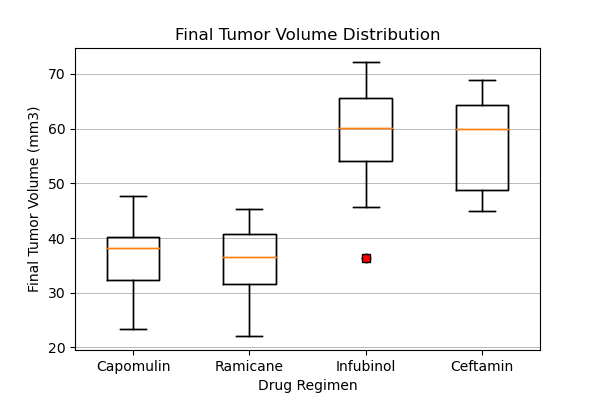 Final Tumor Volume Distribution
70
60
50
40
30
20
Final Tumor Volume (mm3)
Capomulin Ramicane Infubinol Ceftamin
Drug Regimen